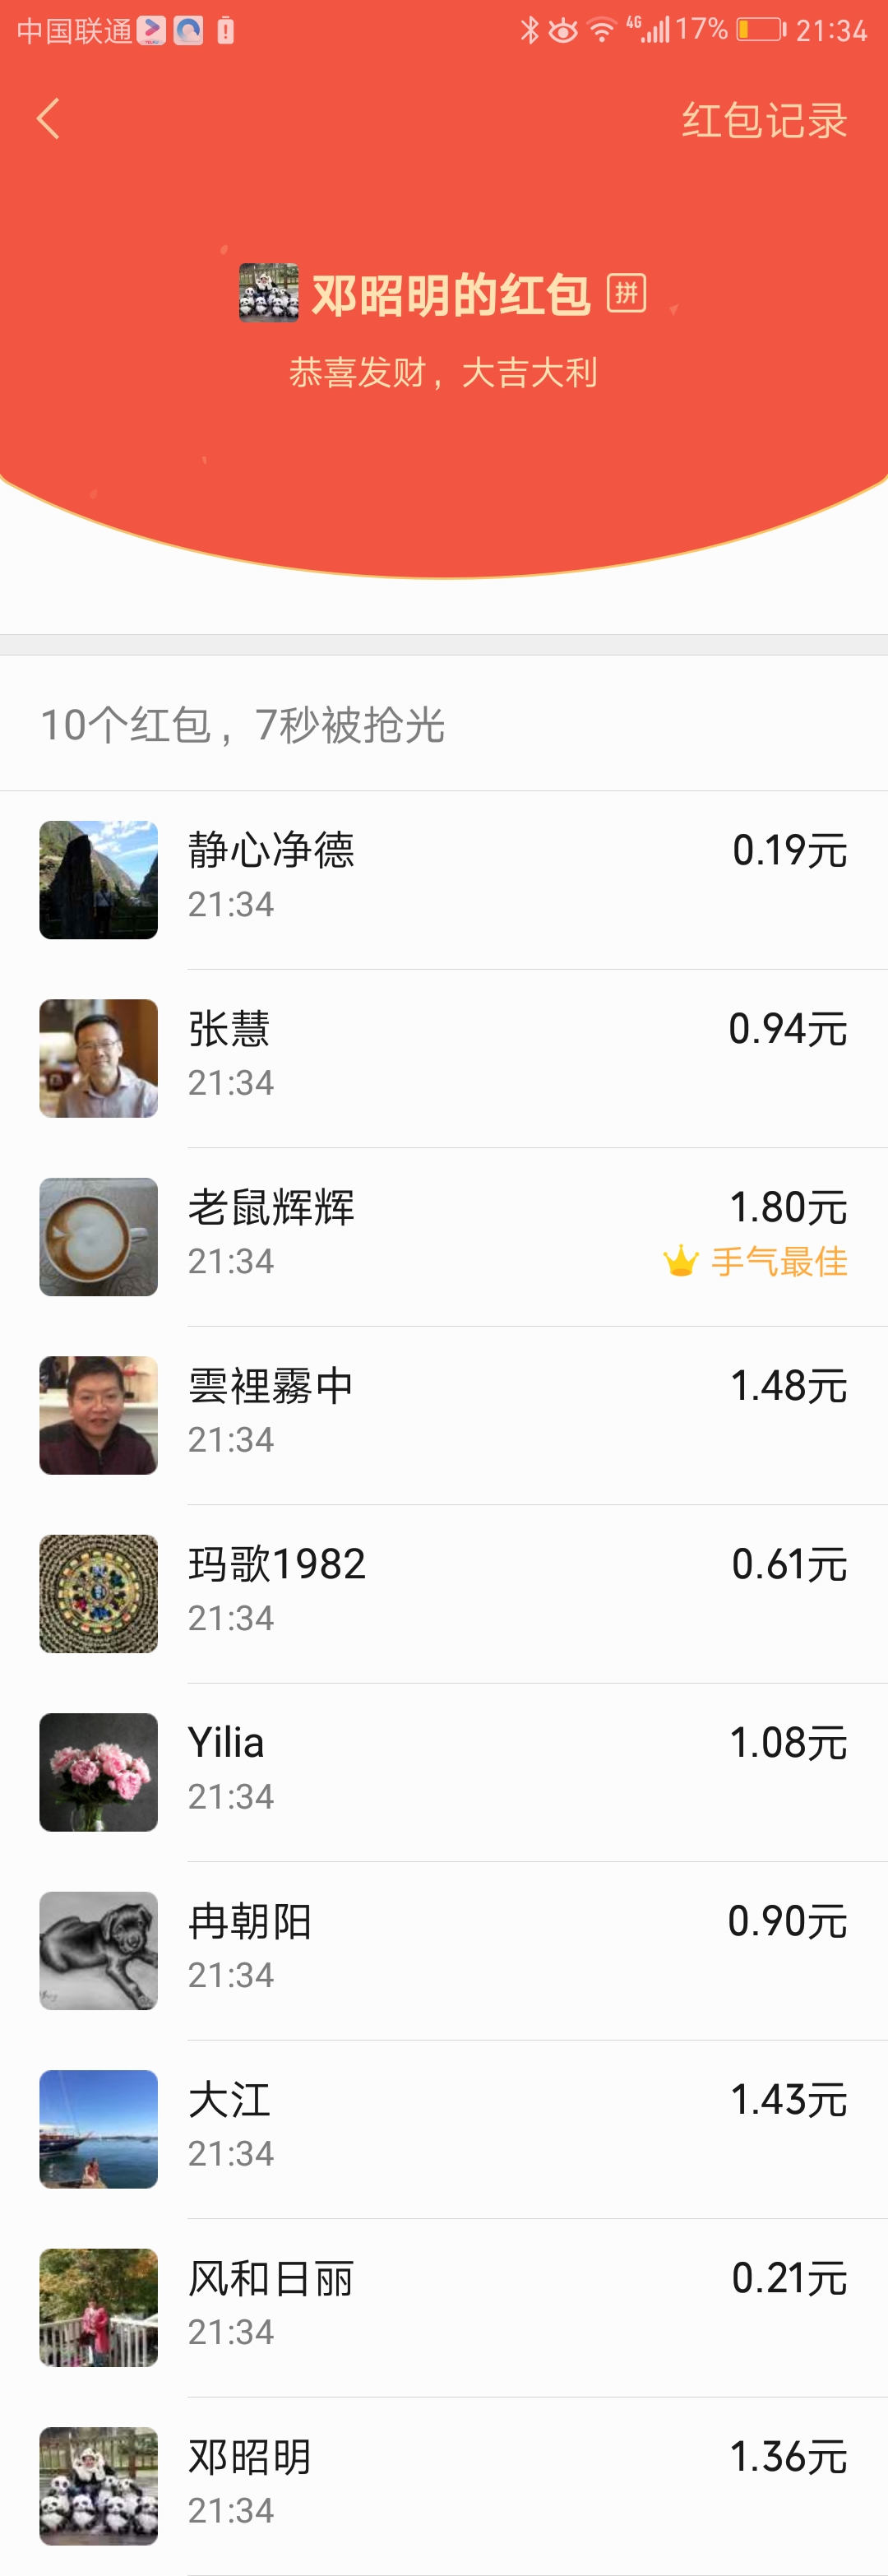 中国联通 4G 17% 21:34
红包记录
邓昭明的红包 拼
恭喜发财，大吉大利
10个红包，7秒被抢光
静心净德 0.19元
21:34
张慧 0.94元
21:34
老鼠辉辉 1.80元
21:34 手气最佳
雲裡霧中 1.48元
21:34
玛歌1982 0.61元
21:34
Yilia 1.08元
21:34
冉朝阳 0.90元
21:34
大江 1.43元
21:34
风和日丽 0.21元
21:34
邓昭明 1.36元
21:34